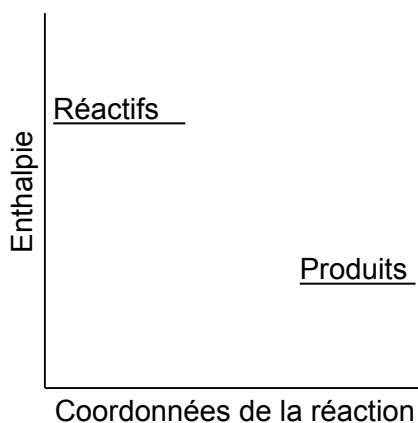 Réactifs
Enthalpie
Produits
Coordonnées de la réaction